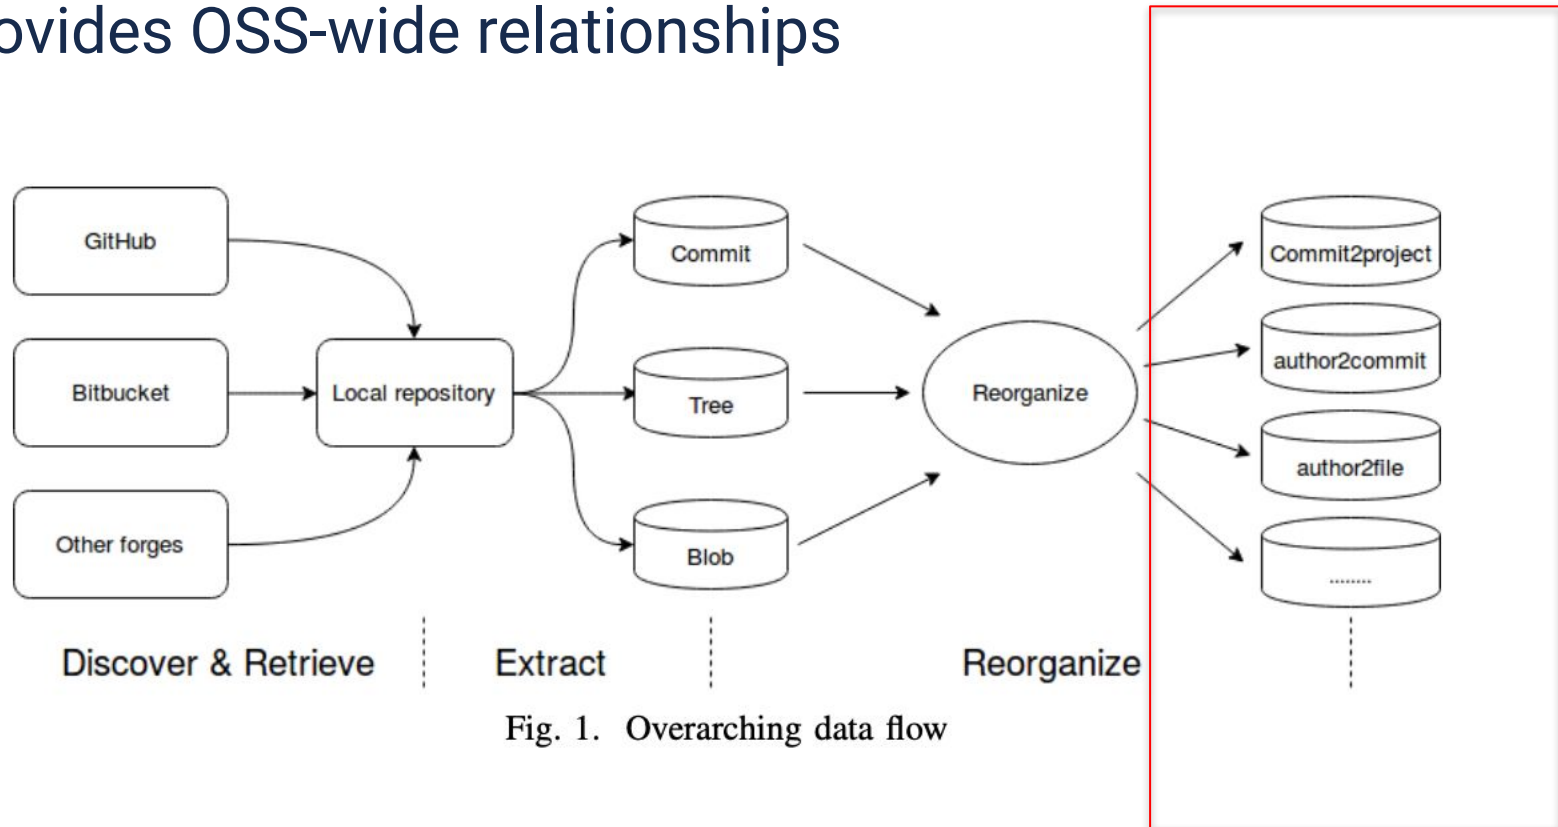 OSS-wide relationships
GitHub
Bitbucket
Other forges
Local repository
Commit
Tree
Blob
Reorganize
Commit2project
author2commit
author2file
........
Discover & Retrieve
Extract
Reorganize
Fig. 1. Overarching data flow